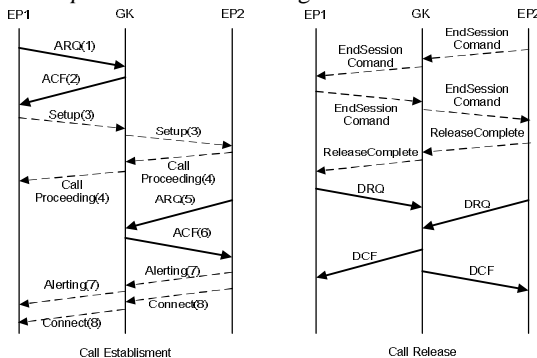 EP1 GK EP2
ARQ(1)
ACF(2)
Setup(3)
Setup(3)
Call
Proceeding(4)
Call
Proceeding(4)
ARQ(5)
ACF(6)
Alerting(7)
Alerting(7)
Connect(8)
Connect(8)
Call Establisment
EP1 GK EP2
EndSession
Comand
EndSession
Comand
EndSession
Comand
EndSession
Comand
ReleaseComplete
ReleaseComplete
DRQ
DRQ
DCF
DCF
Call Release